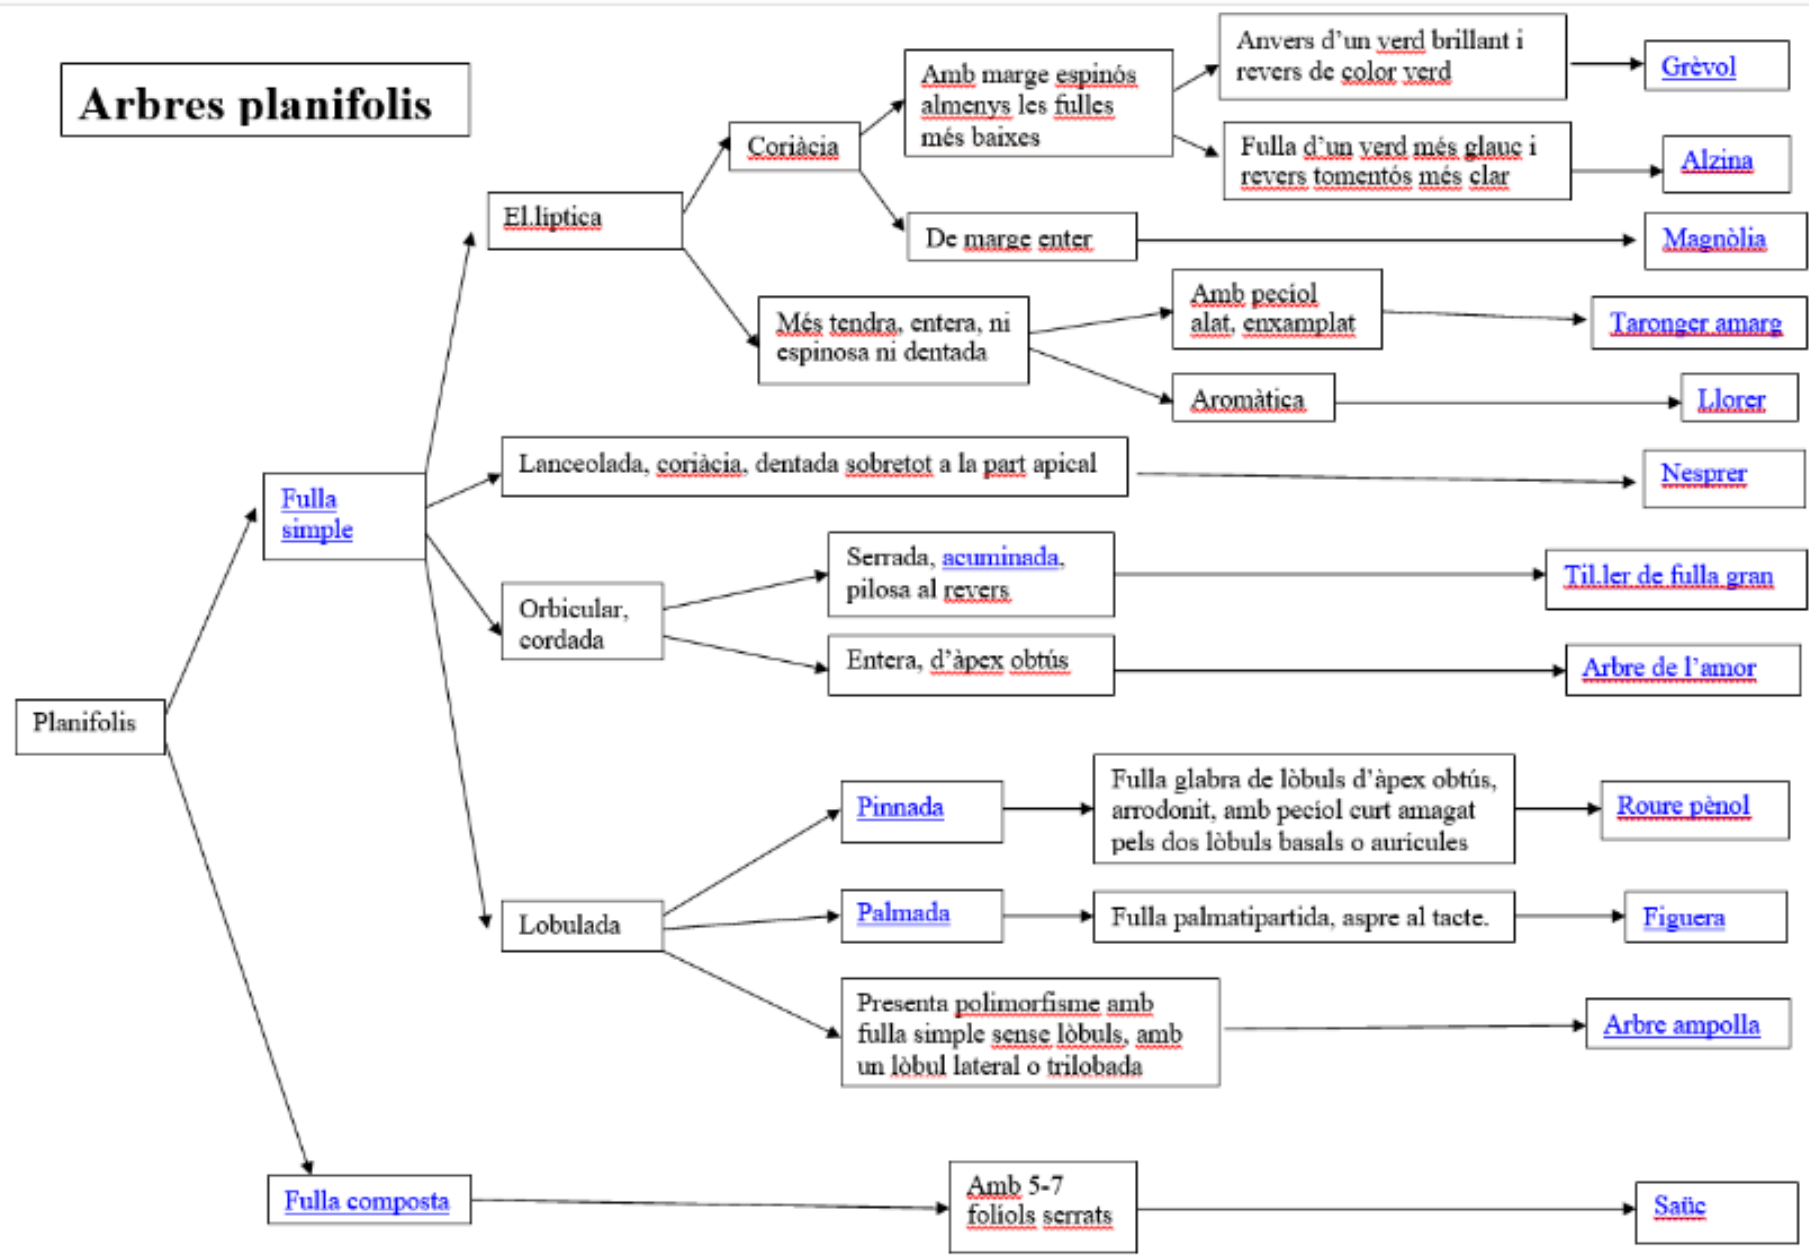 Arbres planifolis
Planifolis
Fulla
simple
El.líptica
Coriàcia
Amb marge espinós
almenys les fulles
més baixes
Anvers d’un verd brillant i
revers de color verd
Grèvol
Fulla d’un verd més glauc i
revers tomentós més clar
Alzina
De marge enter
Magnòlia
Més tendra, entera, ni
espinosa ni dentada
Amb pecíol
alat, enxamplat
Taronger amarg
Aromàtica
Llorer
Lanceolada, coriàcia, dentada sobretot a la part apical
Nesprer
Orbicular,
cordada
Serrada, acuminada,
pilosa al revers
Til.ler de fulla gran
Entera, d’àpex obtús
Arbre de l’amor
Lobulada
Pinnada
Fulla glabra de lòbuls d’àpex obtús,
arrodonit, amb pecíol curt amagat
pels dos lòbuls basals o aurícules
Roure pènol
Palmada
Fulla palmatipartida, aspre al tacte.
Figuera
Presenta polimorfisme amb
fulla simple sense lòbuls, amb
un lòbul lateral o trilobada
Arbre ampolla
Fulla composta
Amb 5-7
folíols serrats
Saüc